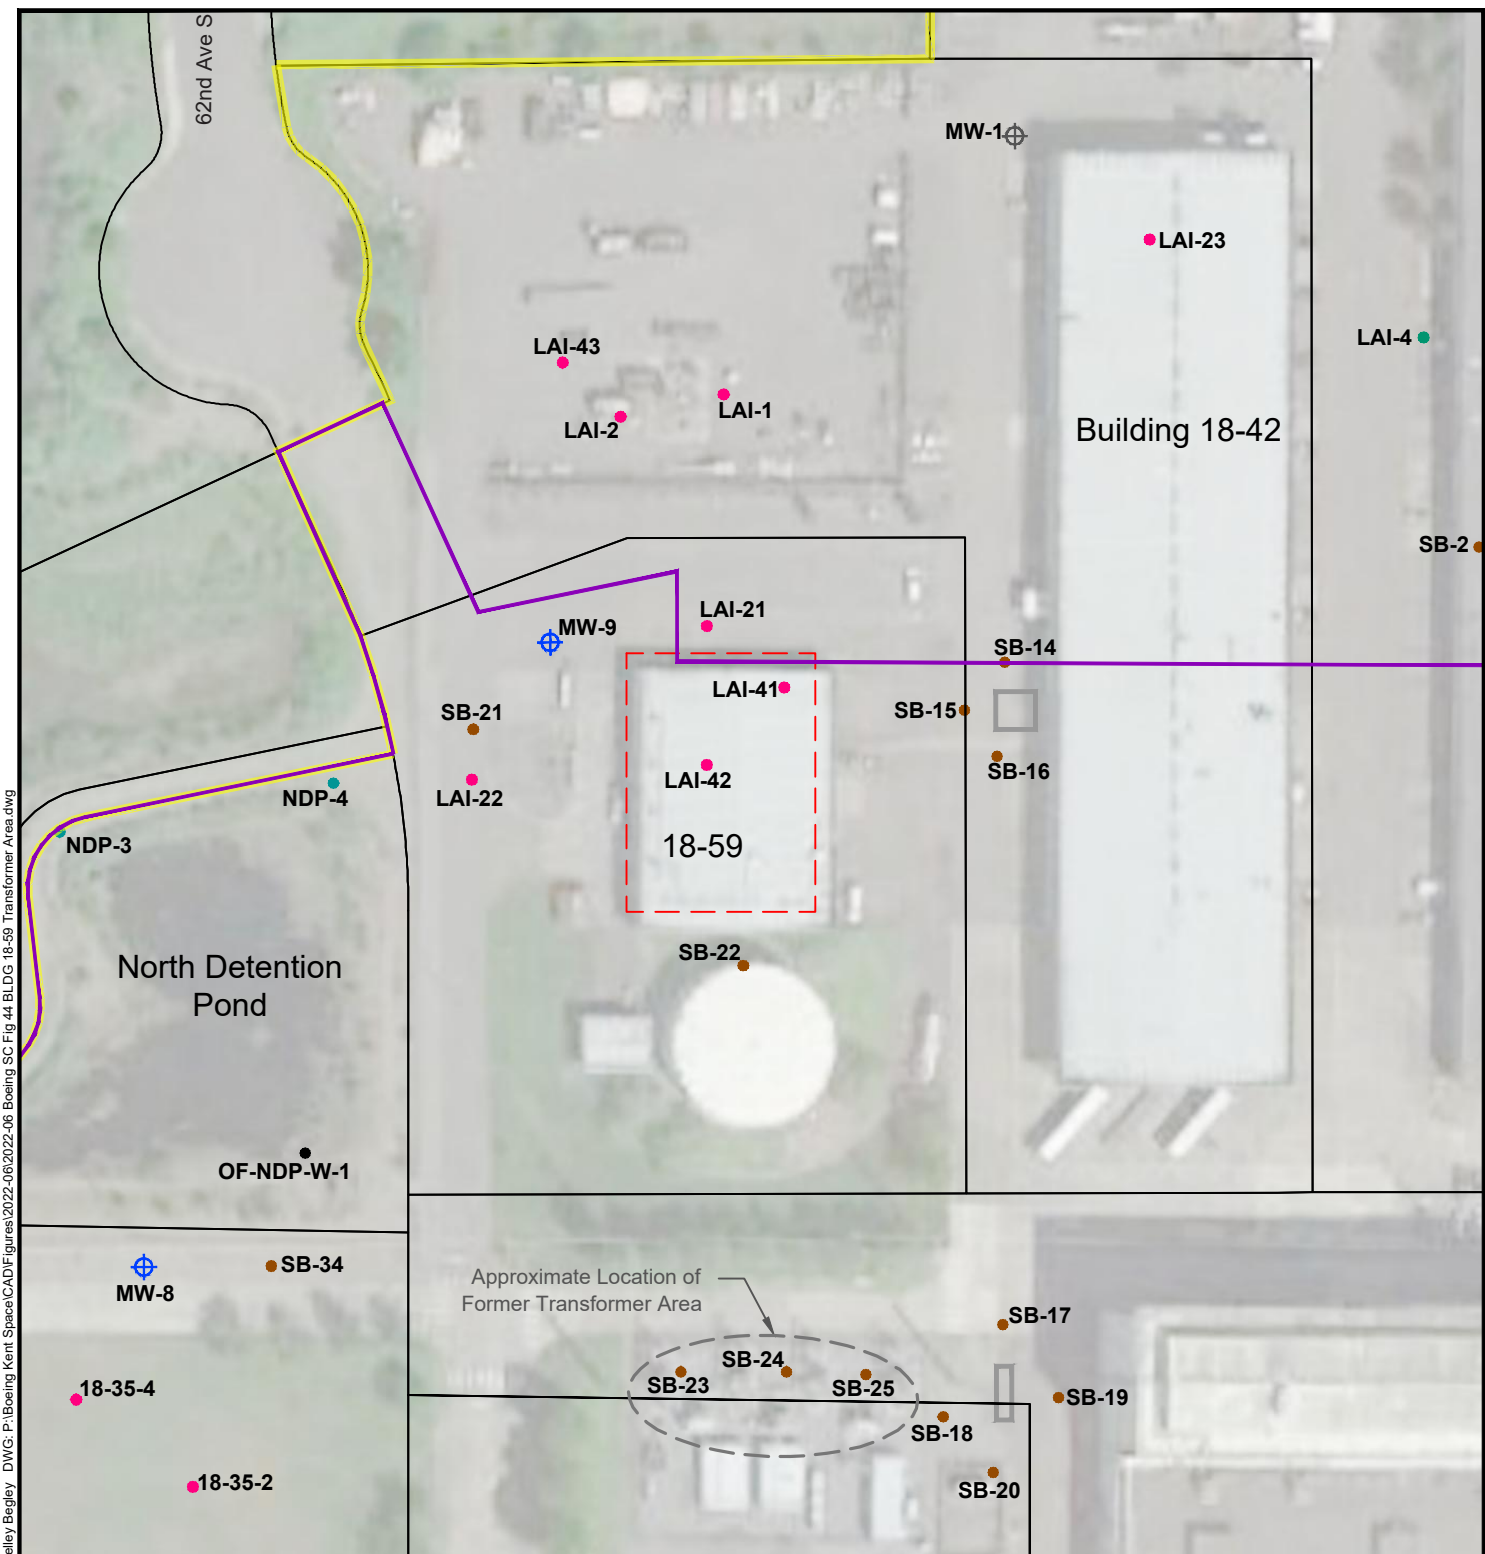 62nd Ave S
MW-1
LAI-23
LAI-4
LAI-43
LAI-1
LAI-2
Building 18-42
SB-2
LAI-21
MW-9
SB-14
LAI-41
SB-15
SB-21
LAI-42
SB-16
NDP-4
LAI-22
NDP-3
18-59
SB-22
North Detention
Pond
OF-NDP-W-1
SB-34
MW-8
Approximate Location of
Former Transformer Area
SB-17
SB-24
SB-23
SB-25
18-35-4
SB-19
SB-18
18-35-2
SB-20
elley Begley DWG: P:\Boeing Kent Space\CAD\Figures\2022-06\2022-06 Boeing SC Fig 44 BLDG 18-59 Transformer Area.dwg